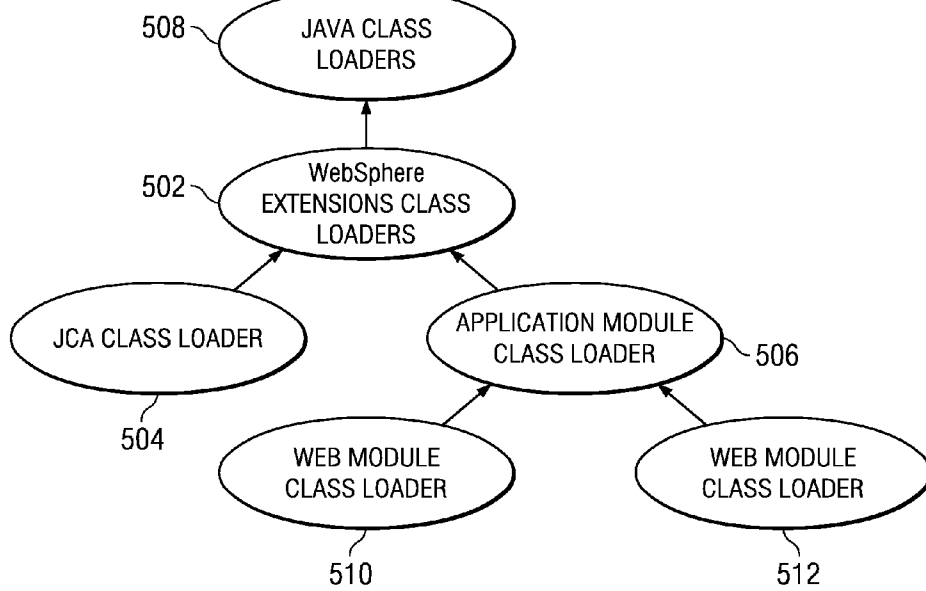 508
JAVA CLASS
LOADERS
502
WebSphere
EXTENSIONS CLASS
LOADERS
JCA CLASS LOADER
504
APPLICATION MODULE
CLASS LOADER
506
WEB MODULE
CLASS LOADER
510
WEB MODULE
CLASS LOADER
512